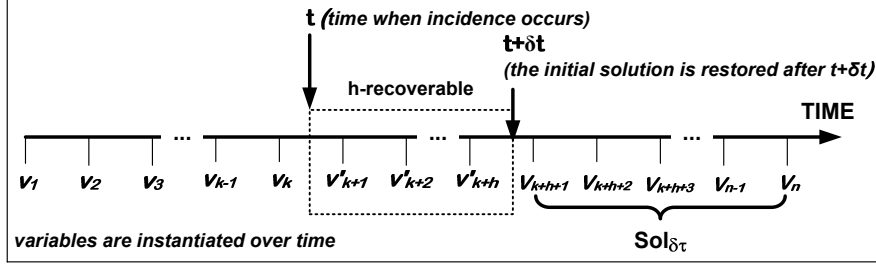 t (time when incidence occurs)
t+δt
(the initial solution is restored after t+δt)
h-recoverable
TIME
... ... ...
v1 v2 v3 vk-1 vk v'k+1 v'k+2 v'k+h vk+h+1 vk+h+2 vk+h+3 vn-1 vn
variables are instantiated over time
Solδτ